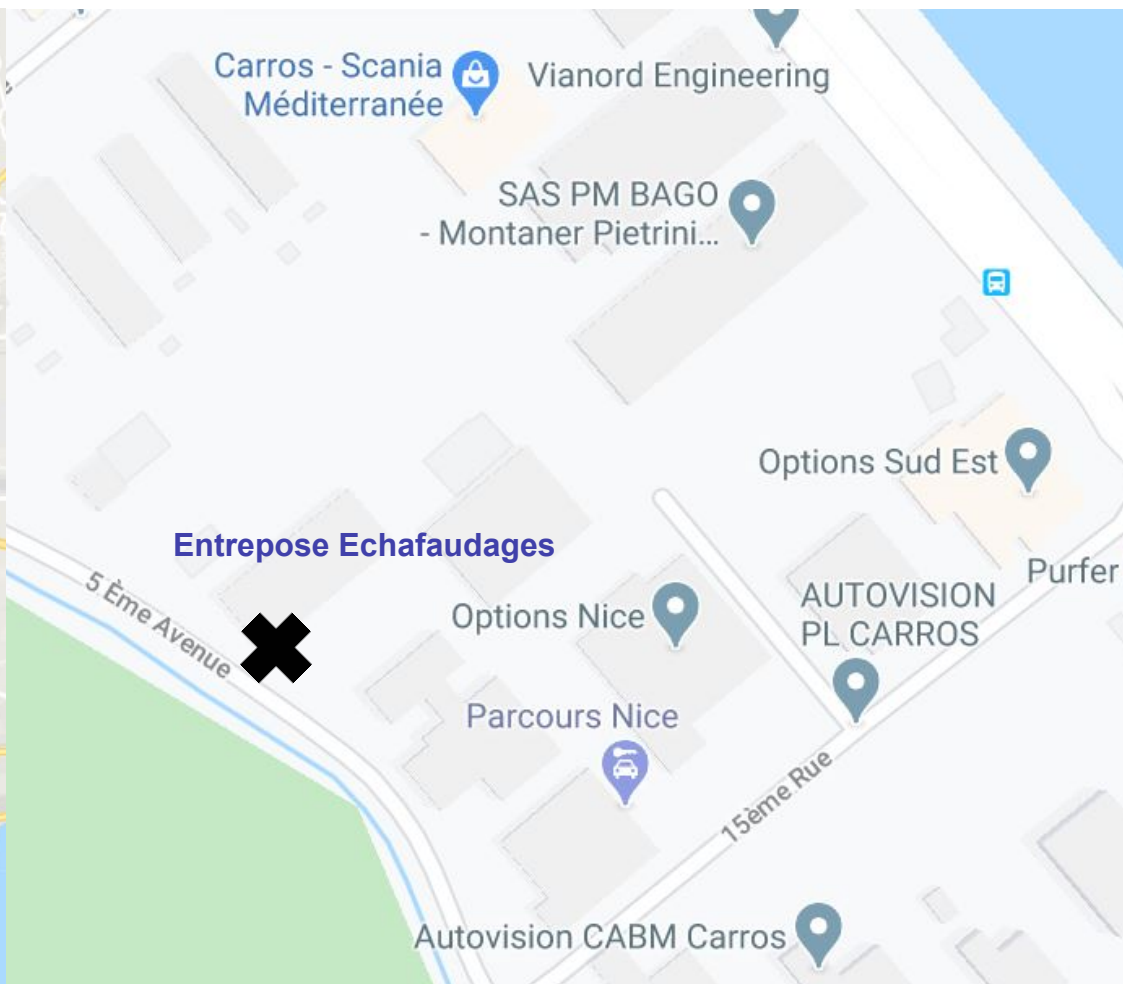 Carros - Scania
Méditerranée
Vianord Engineering
SAS PM BAGO
- Montaner Pietrini...
Options Sud Est
Entrepose Echafaudages
5 Ème Avenue
Options Nice
AUTOVISION
PL CARROS
Purfer
Parcours Nice
15ème Rue
Autovision CABM Carros